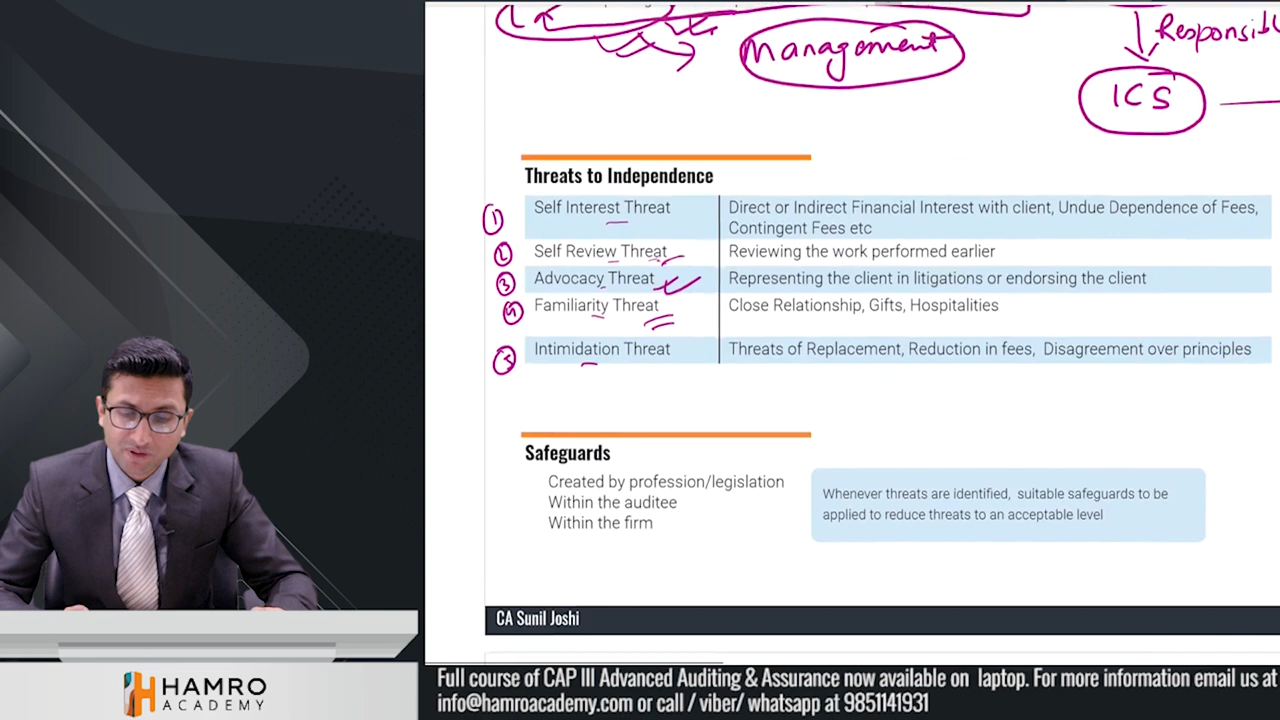 management
Responsibl
ICS
Threats to Independence
1 Self Interest Threat Direct or Indirect Financial Interest with client, Undue Dependence of Fees,
Contingent Fees etc
2 Self Review Threat Reviewing the work performed earlier
3 Advocacy Threat Representing the client in litigations or endorsing the client
4 Familiarity Threat Close Relationship, Gifts, Hospitalities
5 Intimidation Threat Threats of Replacement, Reduction in fees, Disagreement over principles
Safeguards
Created by profession/legislation
Within the auditee
Within the firm
Whenever threats are identified, suitable safeguards to be
applied to reduce threats to an acceptable level
CA Sunil Joshi
HAMRO
ACADEMY
Full course of CAP III Advanced Auditing & Assurance now available on laptop. For more information email us at
info@hamroacademy.com or call / viber/ whatsapp at 9851141931